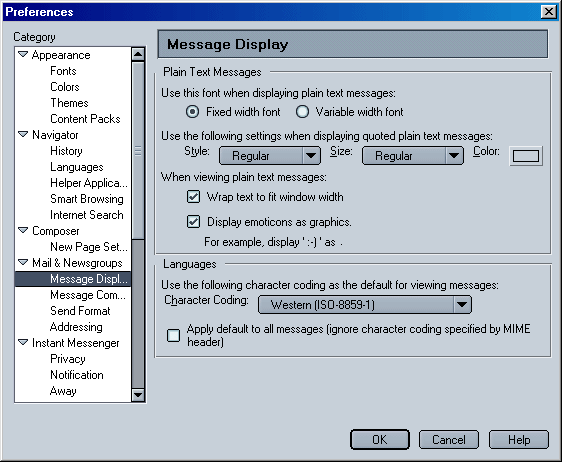 Preferences
Category
Appearance
Fonts
Colors
Themes
Content Packs
Navigator
History
Languages
Helper Applica...
Smart Browsing
Internet Search
Composer
New Page Set...
Mail & Newsgroups
Message Displ...
Message Com...
Send Format
Addressing
Instant Messenger
Privacy
Notification
Away
Message Display
Plain Text Messages
Use this font when displaying plain text messages:
Fixed width font Variable width font
Use the following settings when displaying quoted plain text messages:
Style: Regular Size: Regular Color:
When viewing plain text messages:
Wrap text to fit window width
Display emoticons as graphics.
For example, display ' :-) ' as .
Languages
Use the following character coding as the default for viewing messages:
Character Coding: Western (ISO-8859-1)
Apply default to all messages (ignore character coding specified by MIME
header)
OK Cancel Help